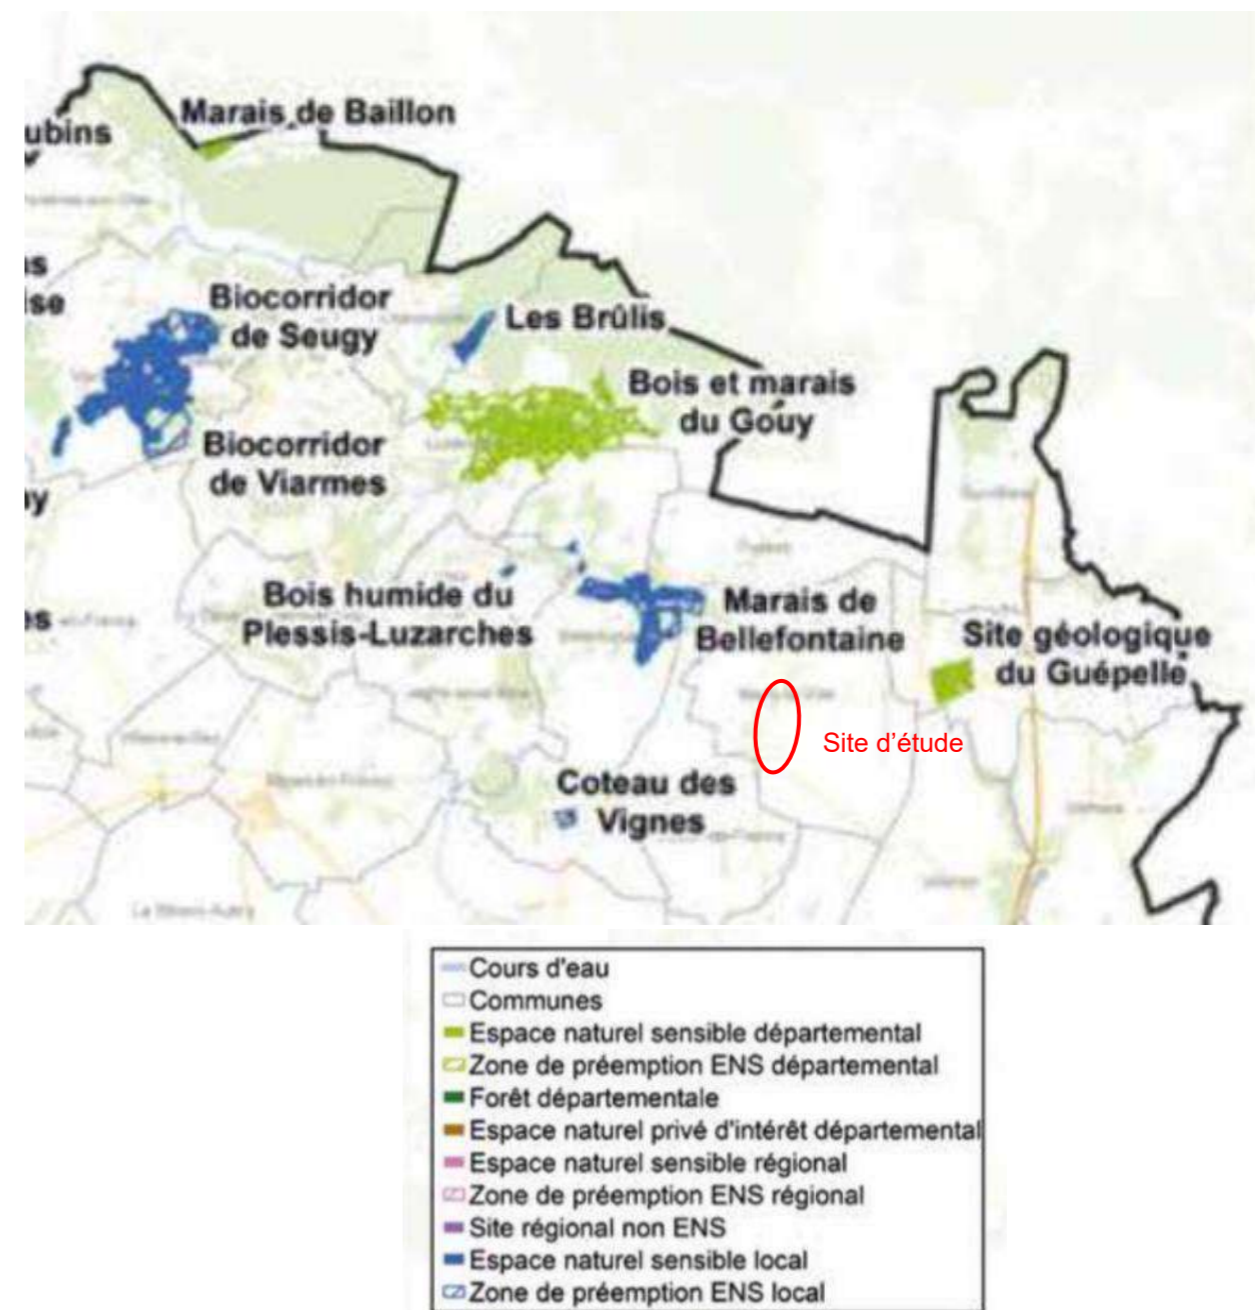 Marais de Baillon
ubins
Biocorridor
de Seugy
Les Brûlis
Bois et marais
du Gouy
Biocorridor
de Viarmes
Bois humide du
Plessis-Luzarches
Marais de
Bellefontaine
Site géologique
du Guépelle
Site d'étude
Coteau des
Vignes
Cours d'eau
Communes
Espace naturel sensible départemental
Zone de préemption ENS départemental
Forêt départementale
Espace naturel privé d'intérêt départemental
Espace naturel sensible régional
Zone de préemption ENS régional
Site régional non ENS
Espace naturel sensible local
Zone de préemption ENS local